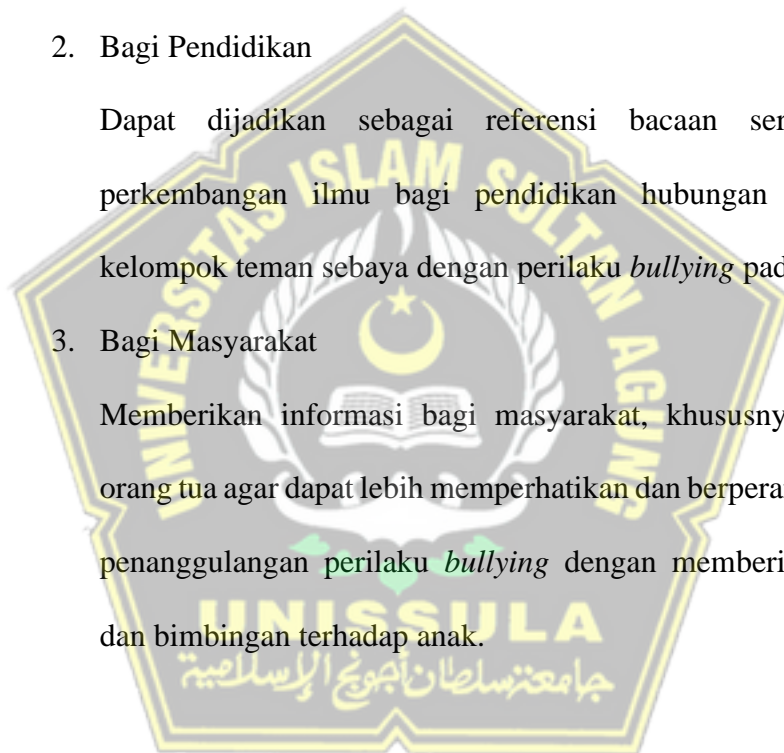 2. Bagi Pendidikan
Dapat dijadikan sebagai referensi bacaan
perkembangan ilmu bagi pendidikan hubungan
kelompok teman sebaya dengan perilaku bullying
3. Bagi Masyarakat
Memberikan informasi bagi masyarakat,
orang tua agar dapat lebih memperhatikan dan
penanggulangan perilaku bullying dengan
dan bimbingan terhadap anak.
UNIVERSITAS ISLAM SULTAN AGUNG
UNISSULA
جامعة سلطان أجونج الإسلامية